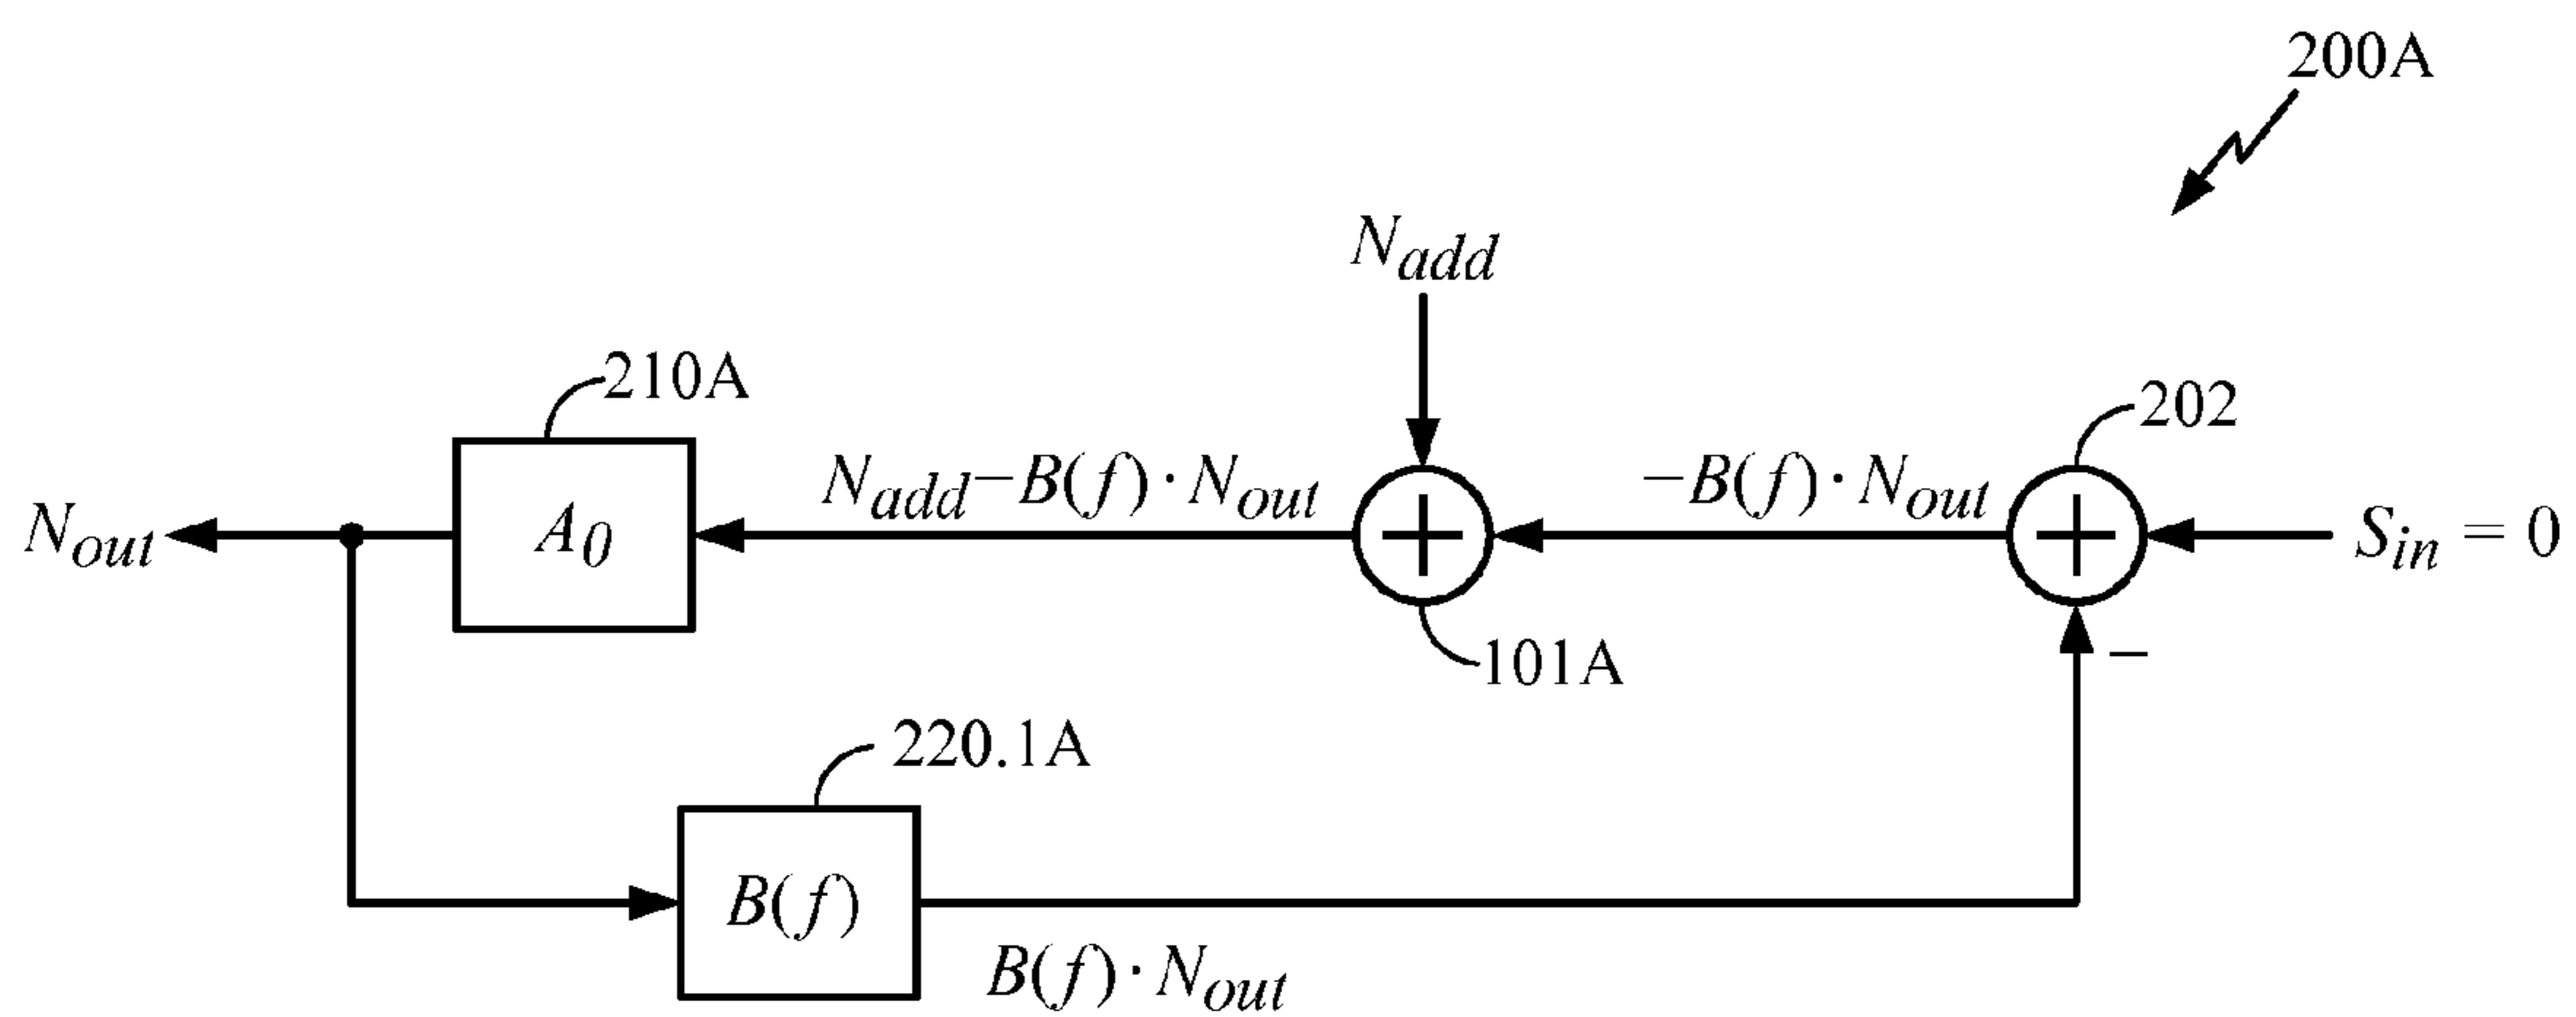 200A
N_add
210A
202
N_out
A_0
N_add−B(f)·N_out
−B(f)·N_out
S_in = 0
101A
−
220.1A
B(f)
B(f)·N_out